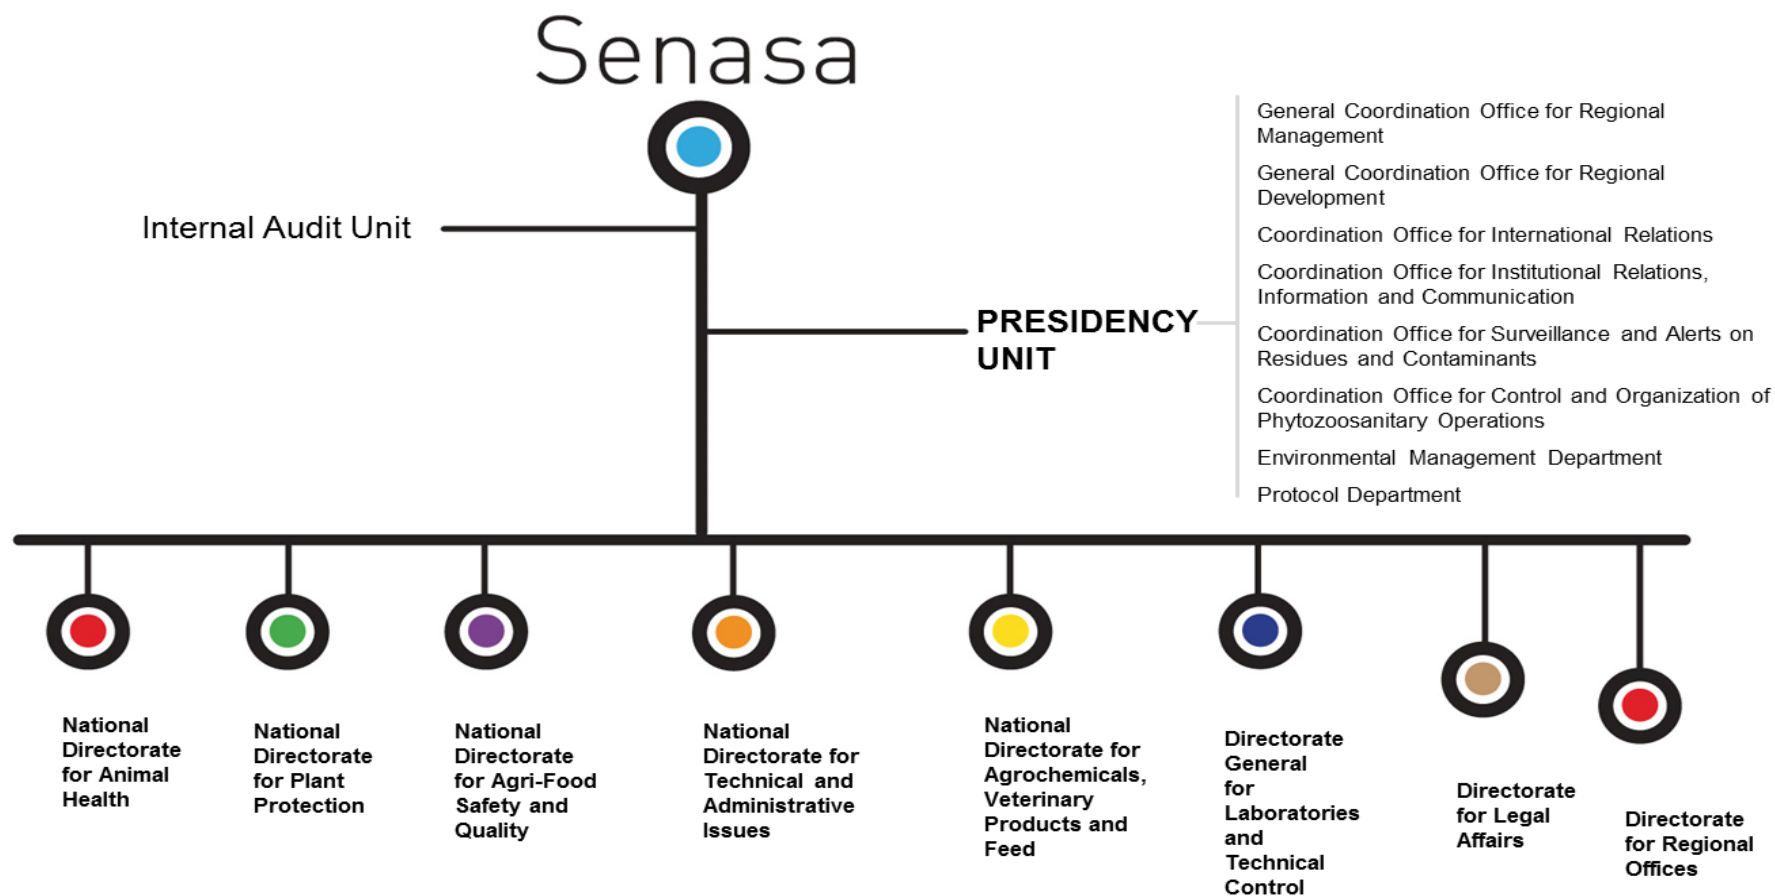 Senasa
General Coordination Office for Regional
Management
General Coordination Office for Regional
Development
Internal Audit Unit
Coordination Office for International Relations
Coordination Office for Institutional Relations,
Information and Communication
PRESIDENCY
UNIT
Coordination Office for Surveillance and Alerts on
Residues and Contaminants
Coordination Office for Control and Organization of
Phytozoosanitary Operations
Environmental Management Department
Protocol Department
National
Directorate
for Animal
Health
National
Directorate
for Plant
Protection
National
Directorate
for Agri-Food
Safety and
Quality
National
Directorate for
Technical and
Administrative
Issues
National
Directorate for
Agrochemicals,
Veterinary
Products and
Feed
Directorate
General
for
Laboratories
and
Technical
Control
Directorate
for Legal
Affairs
Directorate
for Regional
Offices